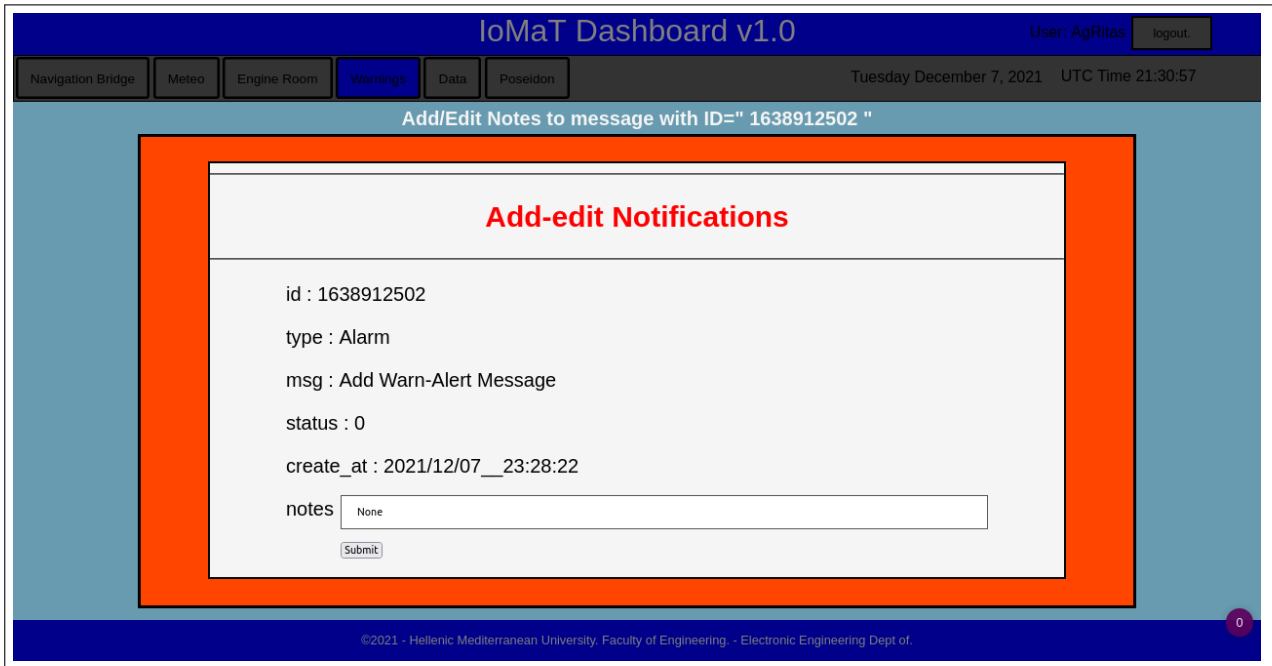 IoMaT Dashboard v1.0
User: AgRitas logout.
Navigation Bridge Meteo Engine Room Warnings Data Poseidon Tuesday December 7, 2021 UTC Time 21:30:57
Add/Edit Notes to message with ID=" 1638912502 "
Add-edit Notifications
id : 1638912502
type : Alarm
msg : Add Warn-Alert Message
status : 0
create_at : 2021/12/07__23:28:22
notes None
Submit
0
©2021 - Hellenic Mediterranean University. Faculty of Engineering. - Electronic Engineering Dept of.